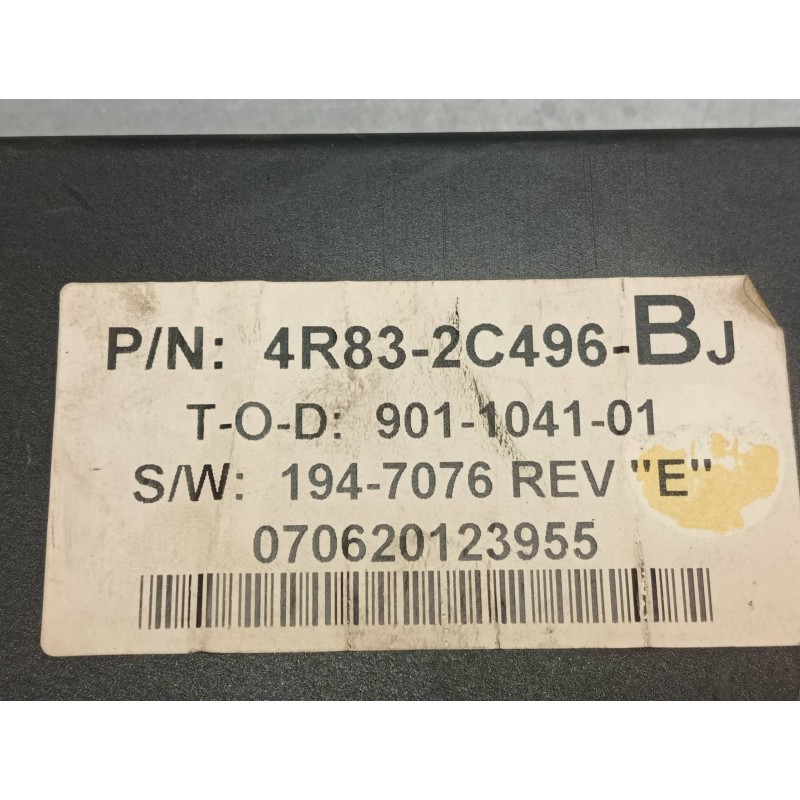 P/N: 4R83-2C496-BJ
T-O-D: 901-1041-01
S/W: 194-7076 REV "E"
070620123955